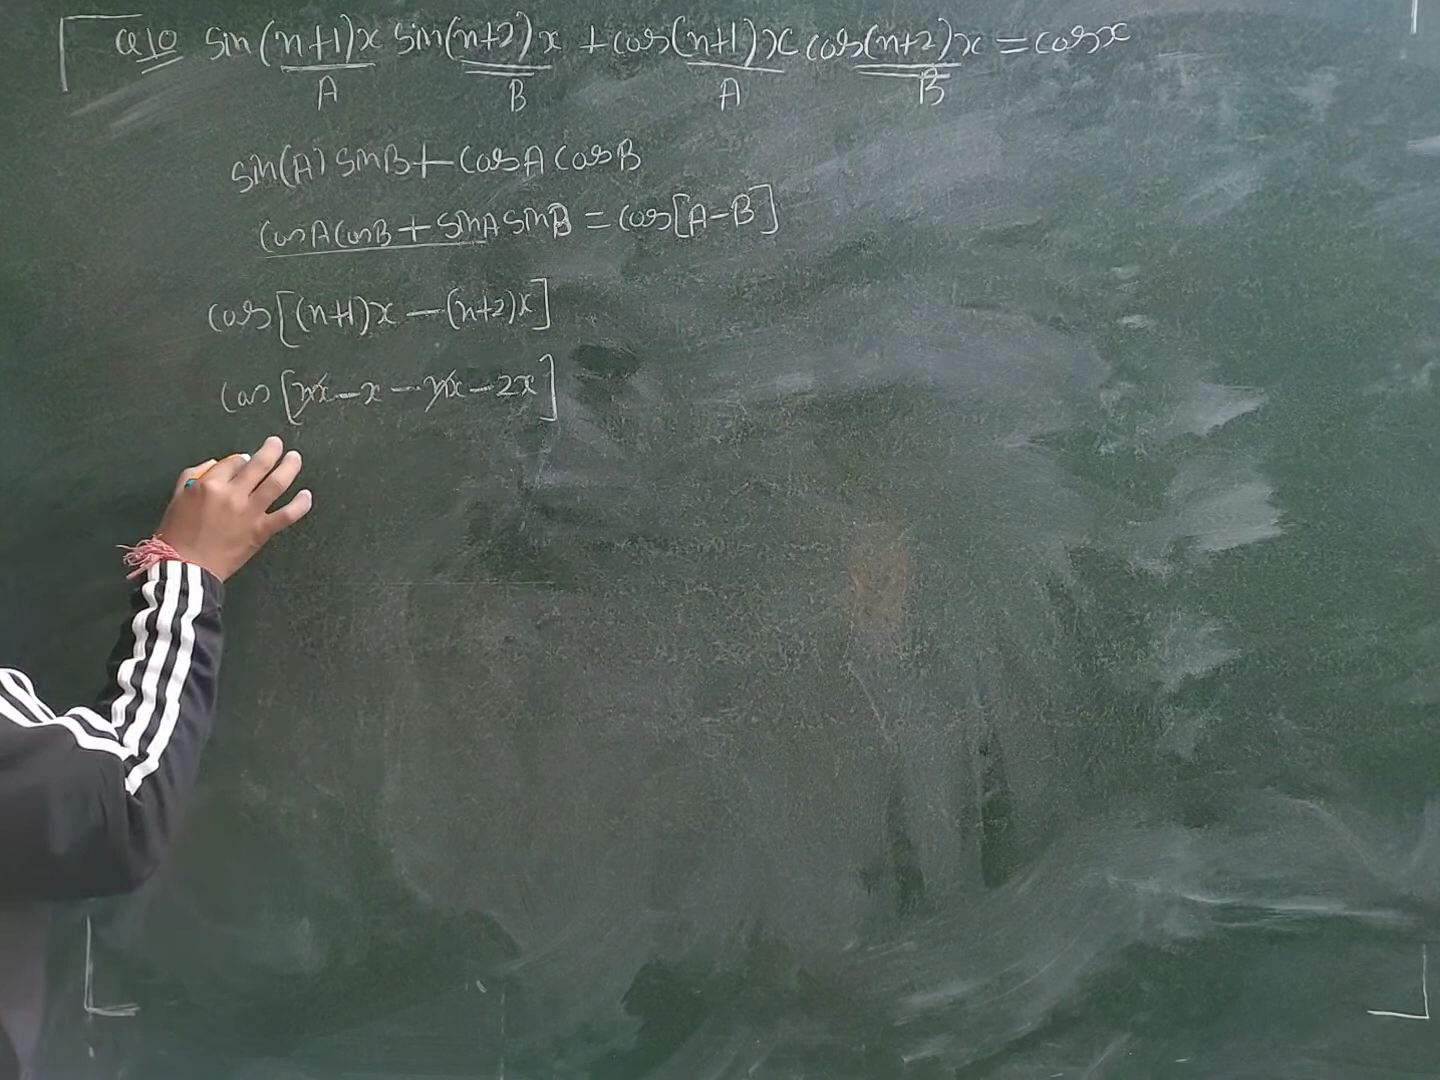 Q10 sin(n+1)x sin(n+2)x + cos(n+1)x cos(n+2)x = cosx
A B A B
sin(A) sinB + cosA cosB
cosA cosB + sinA sinB = cos[A-B]
cos[(n+1)x - (n+2)x]
cos[nx - x - nx - 2x]